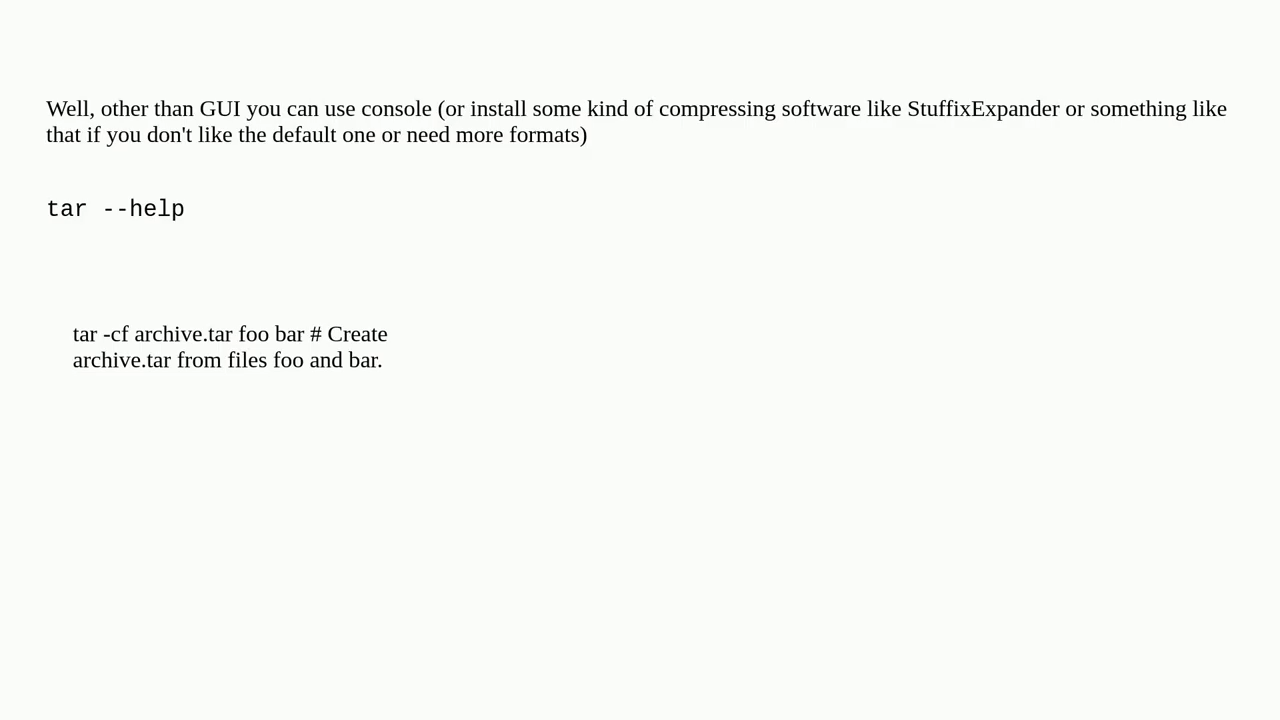 Well, other than GUI you can use console (or install some kind of compressing software like StuffixExpander or something like
that if you don't like the default one or need more formats)
tar --help
tar -cf archive.tar foo bar # Create
archive.tar from files foo and bar.